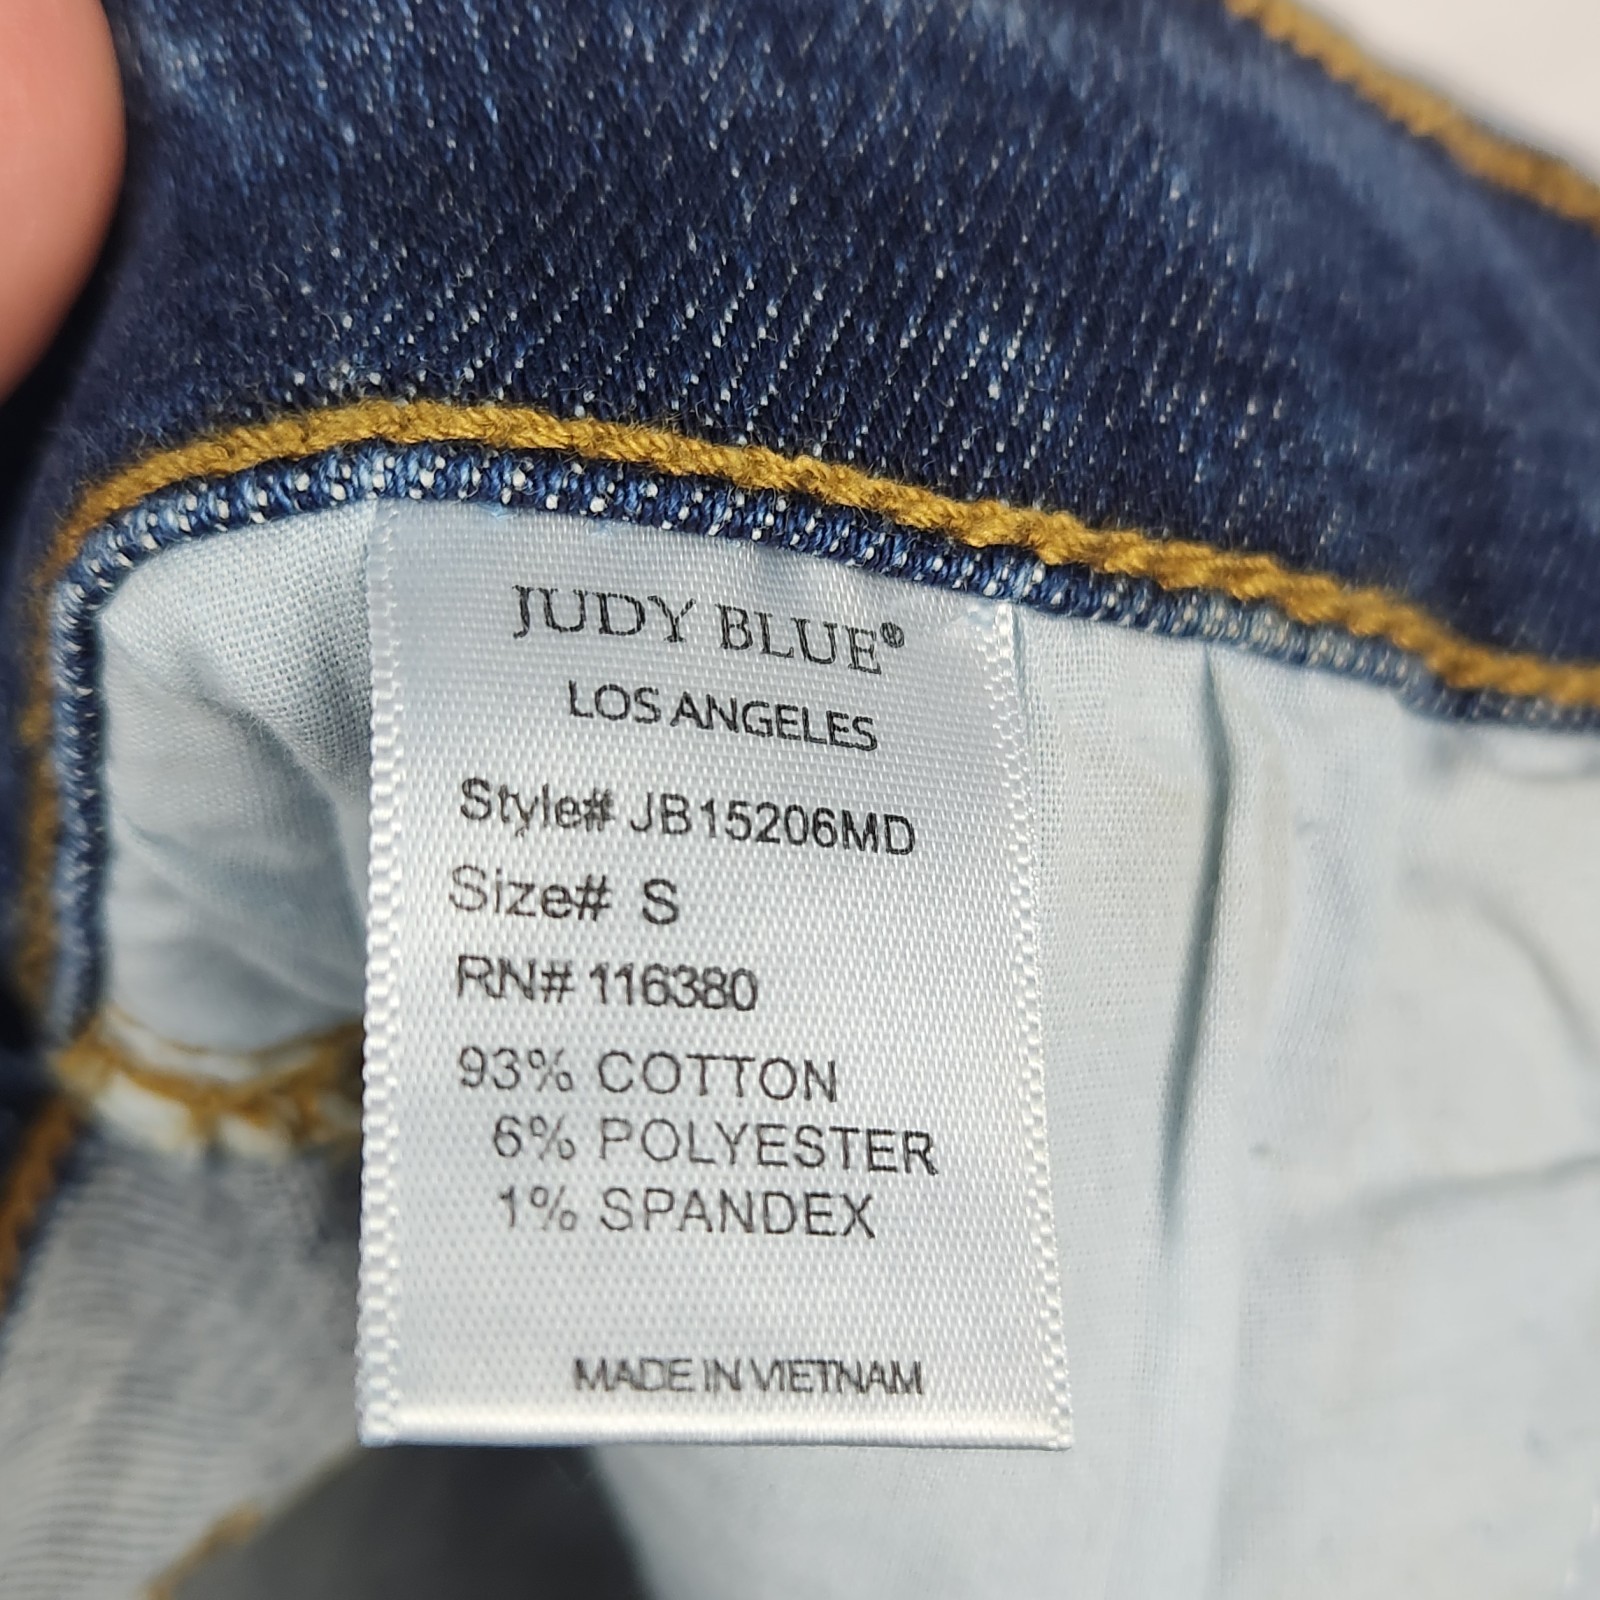 JUDY BLUE®
LOS ANGELES
Style# JB15206MD
Size# S
RN# 116380
93% COTTON
6% POLYESTER
1% SPANDEX
MADE IN VIETNAM